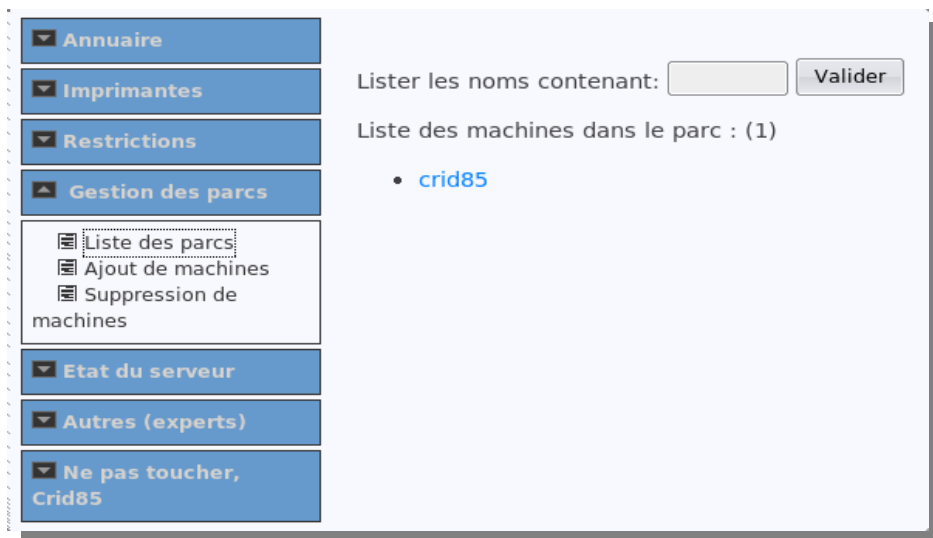 Annuaire
Imprimantes
Restrictions
Gestion des parcs
Liste des parcs
Ajout de machines
Suppression de
machines
Etat du serveur
Autres (experts)
Ne pas toucher,
Crid85
Lister les noms contenant: Valider
Liste des machines dans le parc : (1)
crid85